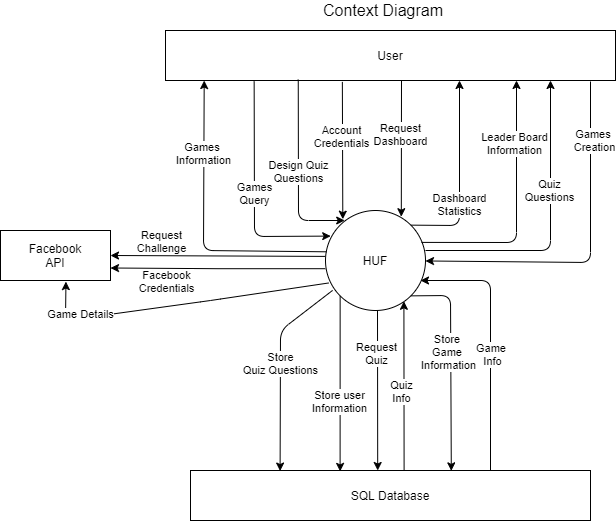 Context Diagram
User
Games
Information
Games
Query
Design Quiz
Questions
Account
Credentials
Request
Dashboard
Dashboard
Statistics
Leader Board
Information
Quiz
Questions
Games
Creation
Facebook
API
Request
Challenge
Facebook
Credentials
Game Details
HUF
Store
Quiz Questions
Store user
Information
Request
Quiz
Quiz
Info
Store
Game
Information
Game
Info
SQL Database